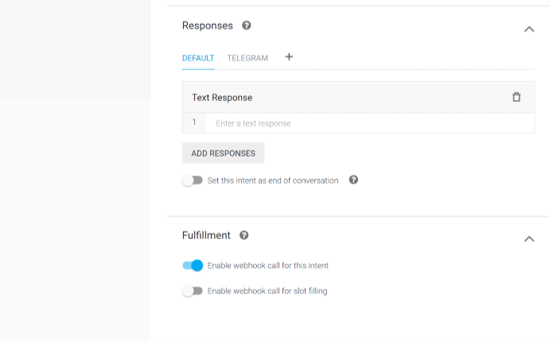 Responses
DEFAULT TELEGRAM +
Text Response
1 Enter a text response
ADD RESPONSES
Set this intent as end of conversation
Fulfillment
Enable webhook call for this intent
Enable webhook call for slot filling